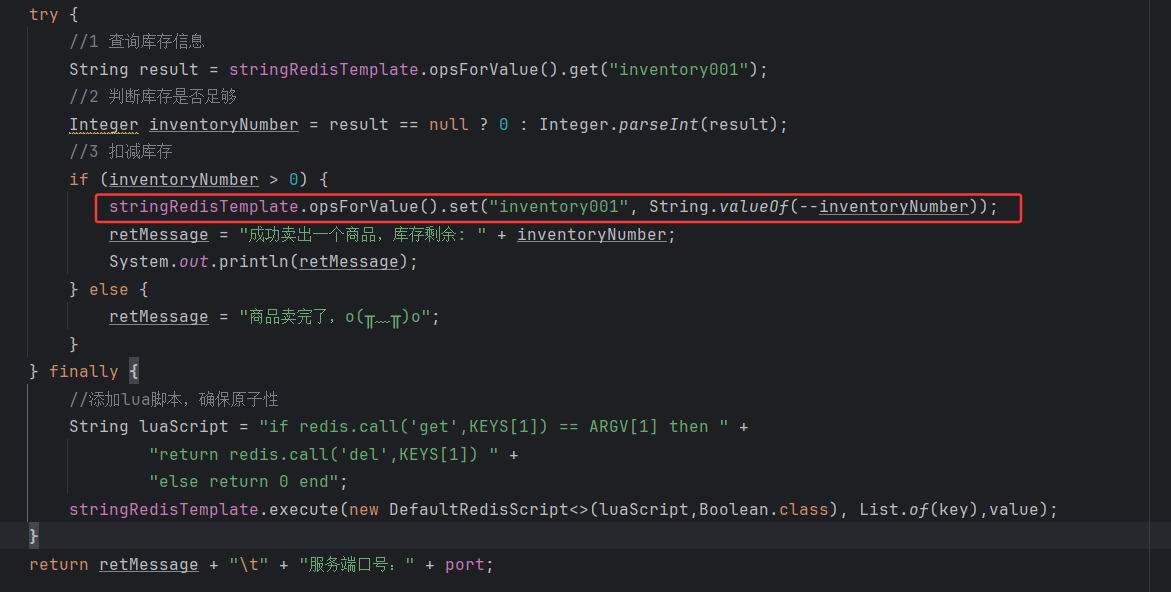 try {
//1 查询库存信息
String result = stringRedisTemplate.opsForValue().get("inventory001");
//2 判断库存是否足够
Integer inventoryNumber = result == null ? 0 : Integer.parseInt(result);
//3 扣减库存
if (inventoryNumber > 0) {
stringRedisTemplate.opsForValue().set("inventory001", String.valueOf(--inventoryNumber));
retMessage = "成功卖出一个商品，库存剩余: " + inventoryNumber;
System.out.println(retMessage);
} else {
retMessage = "商品卖完了，o(╥﹏╥)o";
}
} finally {
//添加lua脚本，确保原子性
String luaScript = "if redis.call('get',KEYS[1]) == ARGV[1] then " +
"return redis.call('del',KEYS[1]) " +
"else return 0 end";
stringRedisTemplate.execute(new DefaultRedisScript<>(luaScript,Boolean.class), List.of(key),value);
}
return retMessage + "\t" + "服务端口号：" + port;